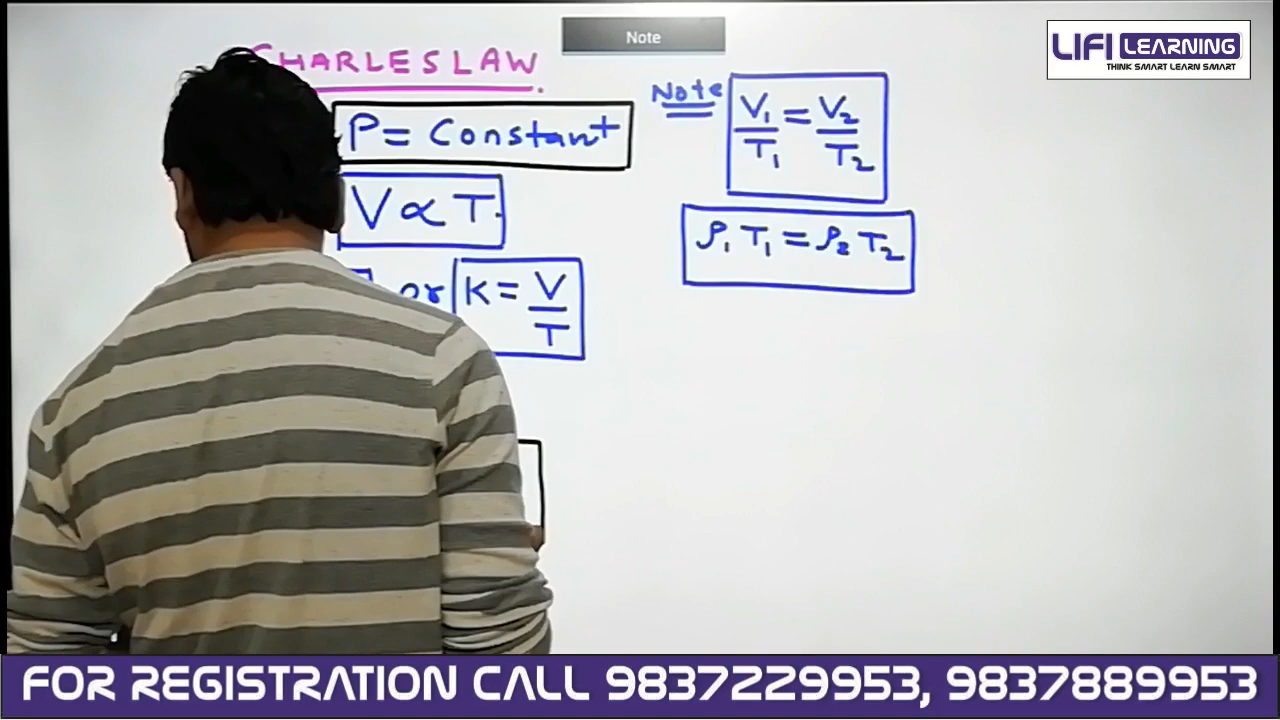 Note
LIFI LEARNING
THINK SMART LEARN SMART
CHARLES LAW
P = Constant
V ∝ T.
or K = V/T
Note V₁/T₁ = V₂/T₂
ρ₁ T₁ = ρ₂ T₂
FOR REGISTRATION CALL 9837229953, 9837889953